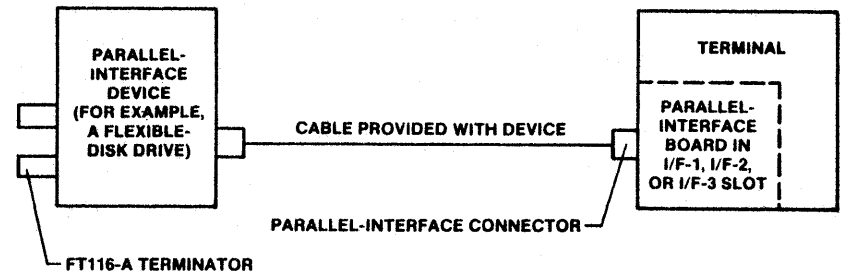 PARALLEL-
INTERFACE
DEVICE
(FOR EXAMPLE,
A FLEXIBLE-
DISK DRIVE)
CABLE PROVIDED WITH DEVICE
TERMINAL
PARALLEL-
INTERFACE
BOARD IN
I/F-1, I/F-2,
OR I/F-3 SLOT
PARALLEL-INTERFACE CONNECTOR
FT116-A TERMINATOR